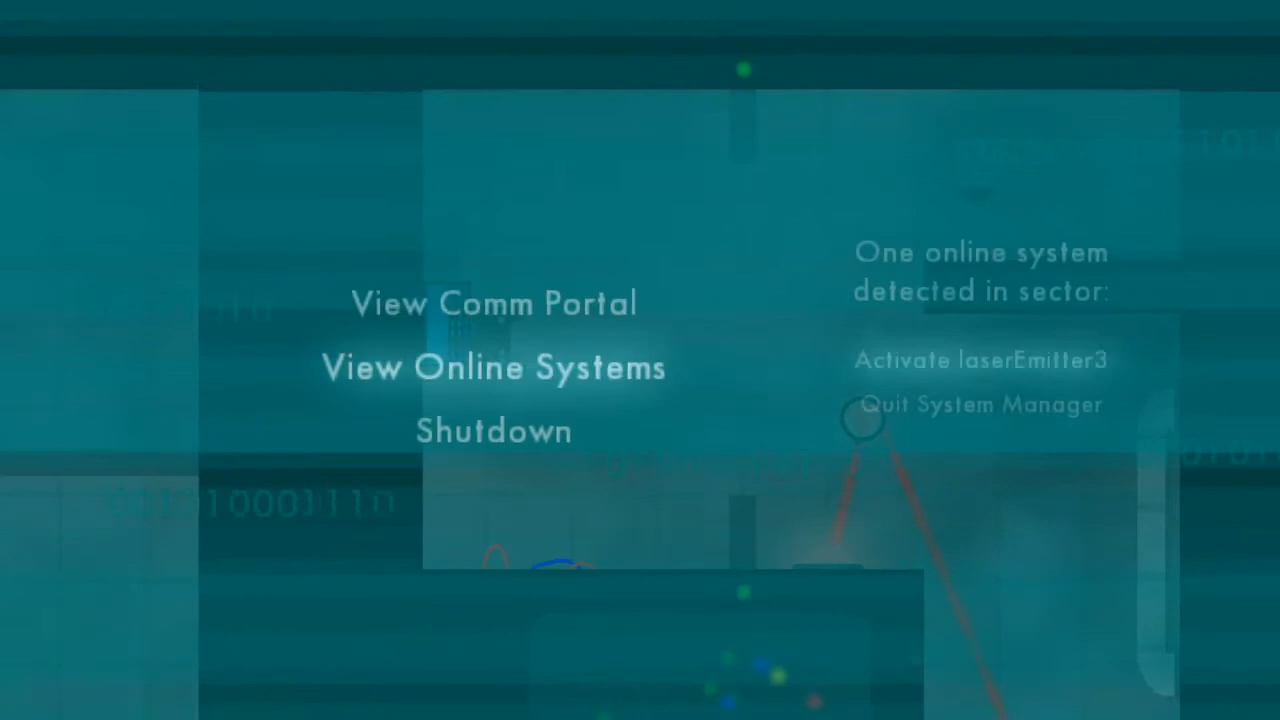 View Comm Portal
View Online Systems
Shutdown
One online system
detected in sector:
Activate laserEmitter3
Quit System Manager